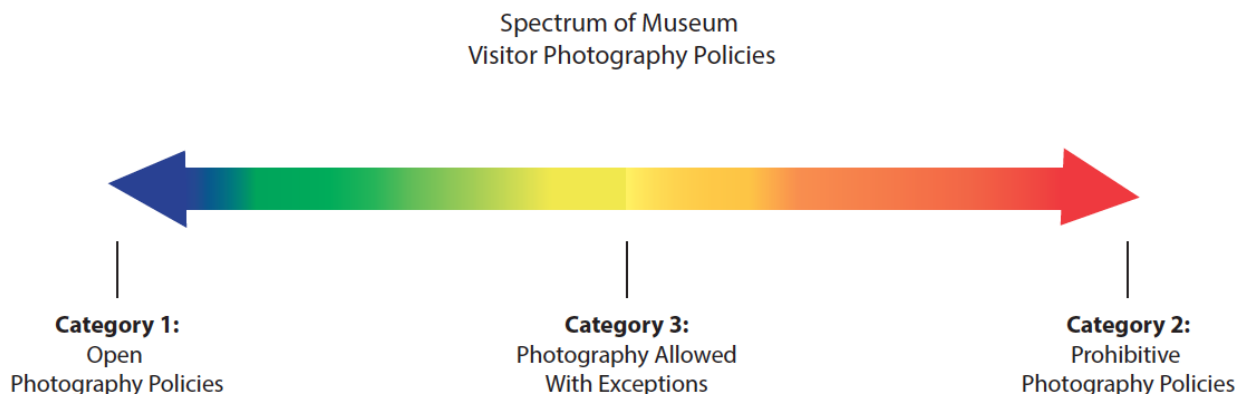 Spectrum of Museum
Visitor Photography Policies
Category 1:
Open
Photography Policies
Category 3:
Photography Allowed
With Exceptions
Category 2:
Prohibitive
Photography Policies